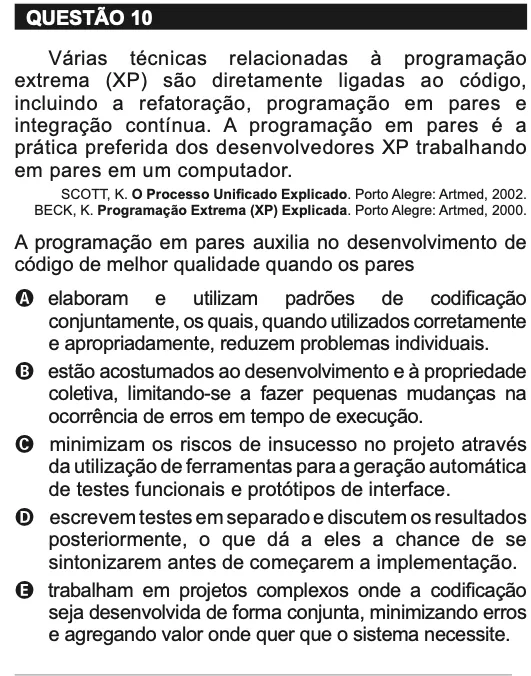 QUESTÃO 10
Várias técnicas relacionadas à programação
extrema (XP) são diretamente ligadas ao código,
incluindo a refatoração, programação em pares e
integração contínua. A programação em pares é a
prática preferida dos desenvolvedores XP trabalhando
em pares em um computador.
SCOTT, K. O Processo Unificado Explicado. Porto Alegre: Artmed, 2002.
BECK, K. Programação Extrema (XP) Explicada. Porto Alegre: Artmed, 2000.
A programação em pares auxilia no desenvolvimento de
código de melhor qualidade quando os pares
A elaboram e utilizam padrões de codificação
conjuntamente, os quais, quando utilizados corretamente
e apropriadamente, reduzem problemas individuais.
B estão acostumados ao desenvolvimento e à propriedade
coletiva, limitando-se a fazer pequenas mudanças na
ocorrência de erros em tempo de execução.
C minimizam os riscos de insucesso no projeto através
da utilização de ferramentas para a geração automática
de testes funcionais e protótipos de interface.
D escrevem testes em separado e discutem os resultados
posteriormente, o que dá a eles a chance de se
sintonizarem antes de começarem a implementação.
E trabalham em projetos complexos onde a codificação
seja desenvolvida de forma conjunta, minimizando erros
e agregando valor onde quer que o sistema necessite.